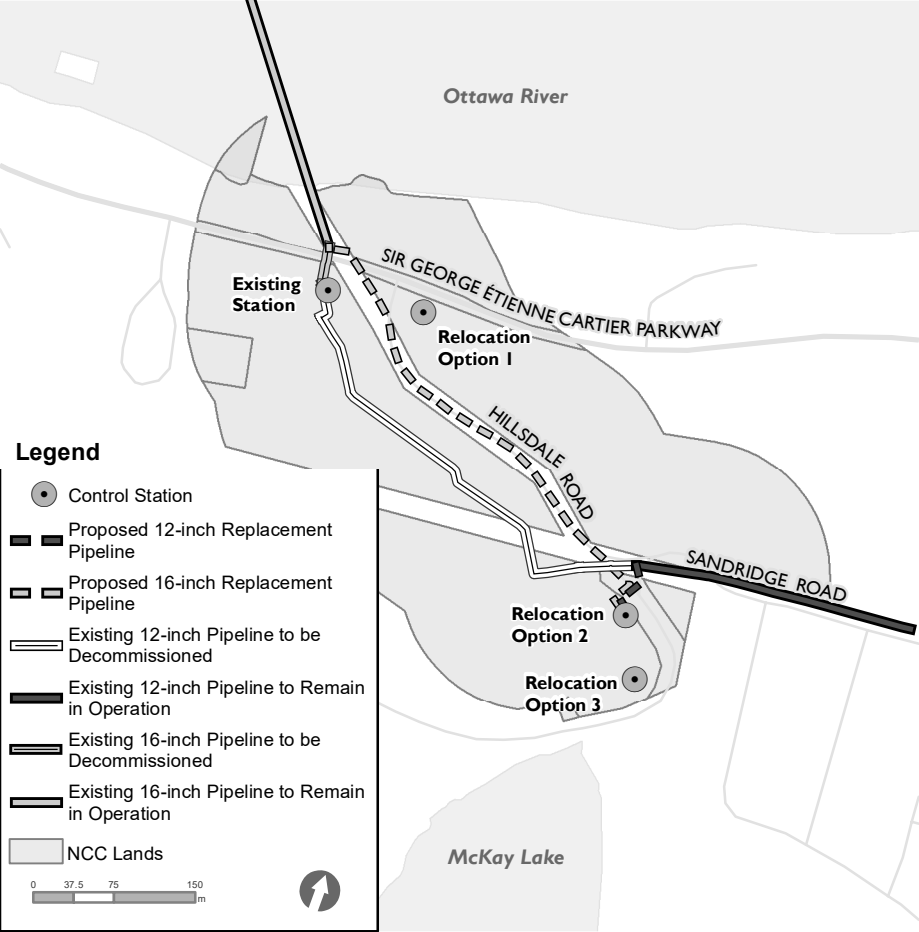 Ottawa River
SIR GEORGE ÉTIENNE CARTIER PARKWAY
Existing
Station
Relocation
Option 1
HILLSDALE ROAD
SANDRIDGE ROAD
Relocation
Option 2
Relocation
Option 3
McKay Lake
Legend
Control Station
Proposed 12-inch Replacement
Pipeline
Proposed 16-inch Replacement
Pipeline
Existing 12-inch Pipeline to be
Decommissioned
Existing 12-inch Pipeline to Remain
in Operation
Existing 16-inch Pipeline to be
Decommissioned
Existing 16-inch Pipeline to Remain
in Operation
NCC Lands
0 37.5 75 150
m